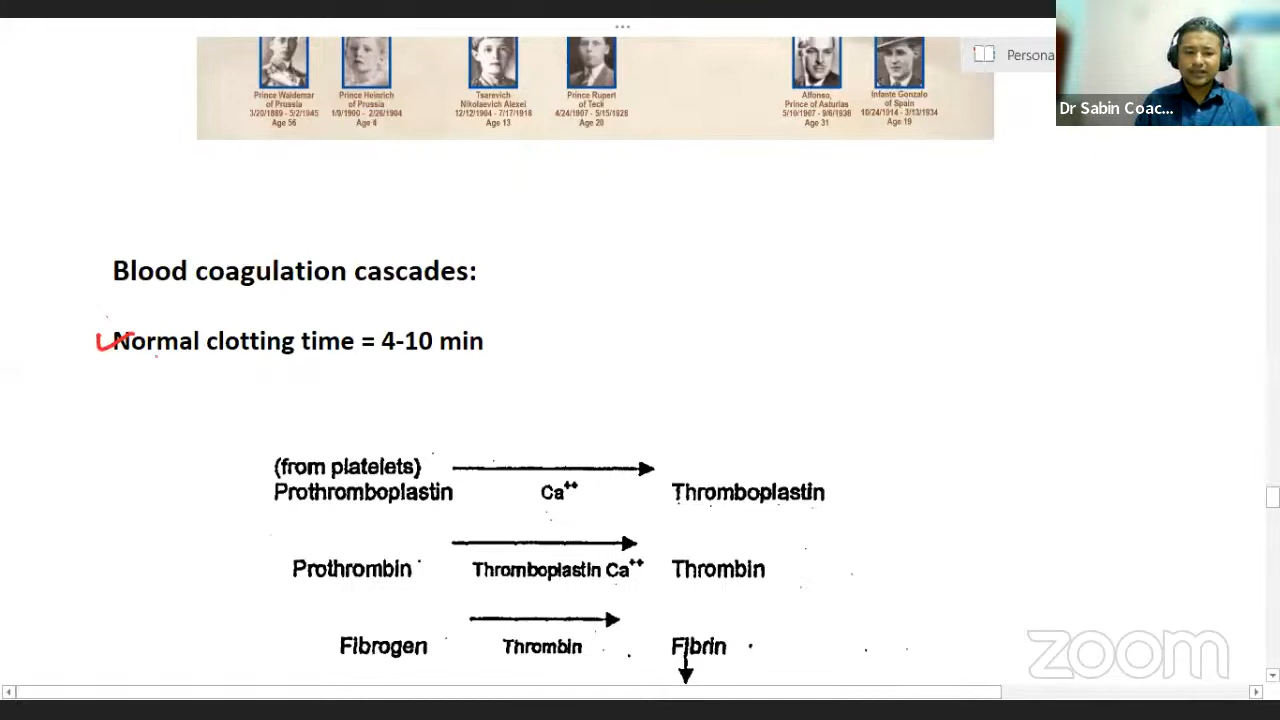 Persona
Dr Sabin Coac...
Prince Waldemar
of Prussia
3/20/1889 - 5/2/1945
Age 56
Prince Heinrich
of Prussia
1/9/1900 - 2/26/1904
Age 4
Tsarevich
Nikolaevich Alexei
12/12/1904 - 7/17/1918
Age 13
Prince Rupert
of Teck
4/24/1907 - 5/15/1928
Age 20
Alfonso,
Prince of Asturias
5/10/1907 - 9/6/1938
Age 31
Infante Gonzalo
of Spain
10/24/1914 - 3/13/1934
Age 19
Blood coagulation cascades:
Normal clotting time = 4-10 min
(from platelets)
Prothromboplastin Ca++ Thromboplastin
Prothrombin Thromboplastin Ca++ Thrombin
Fibrogen Thrombin Fibrin
zoom